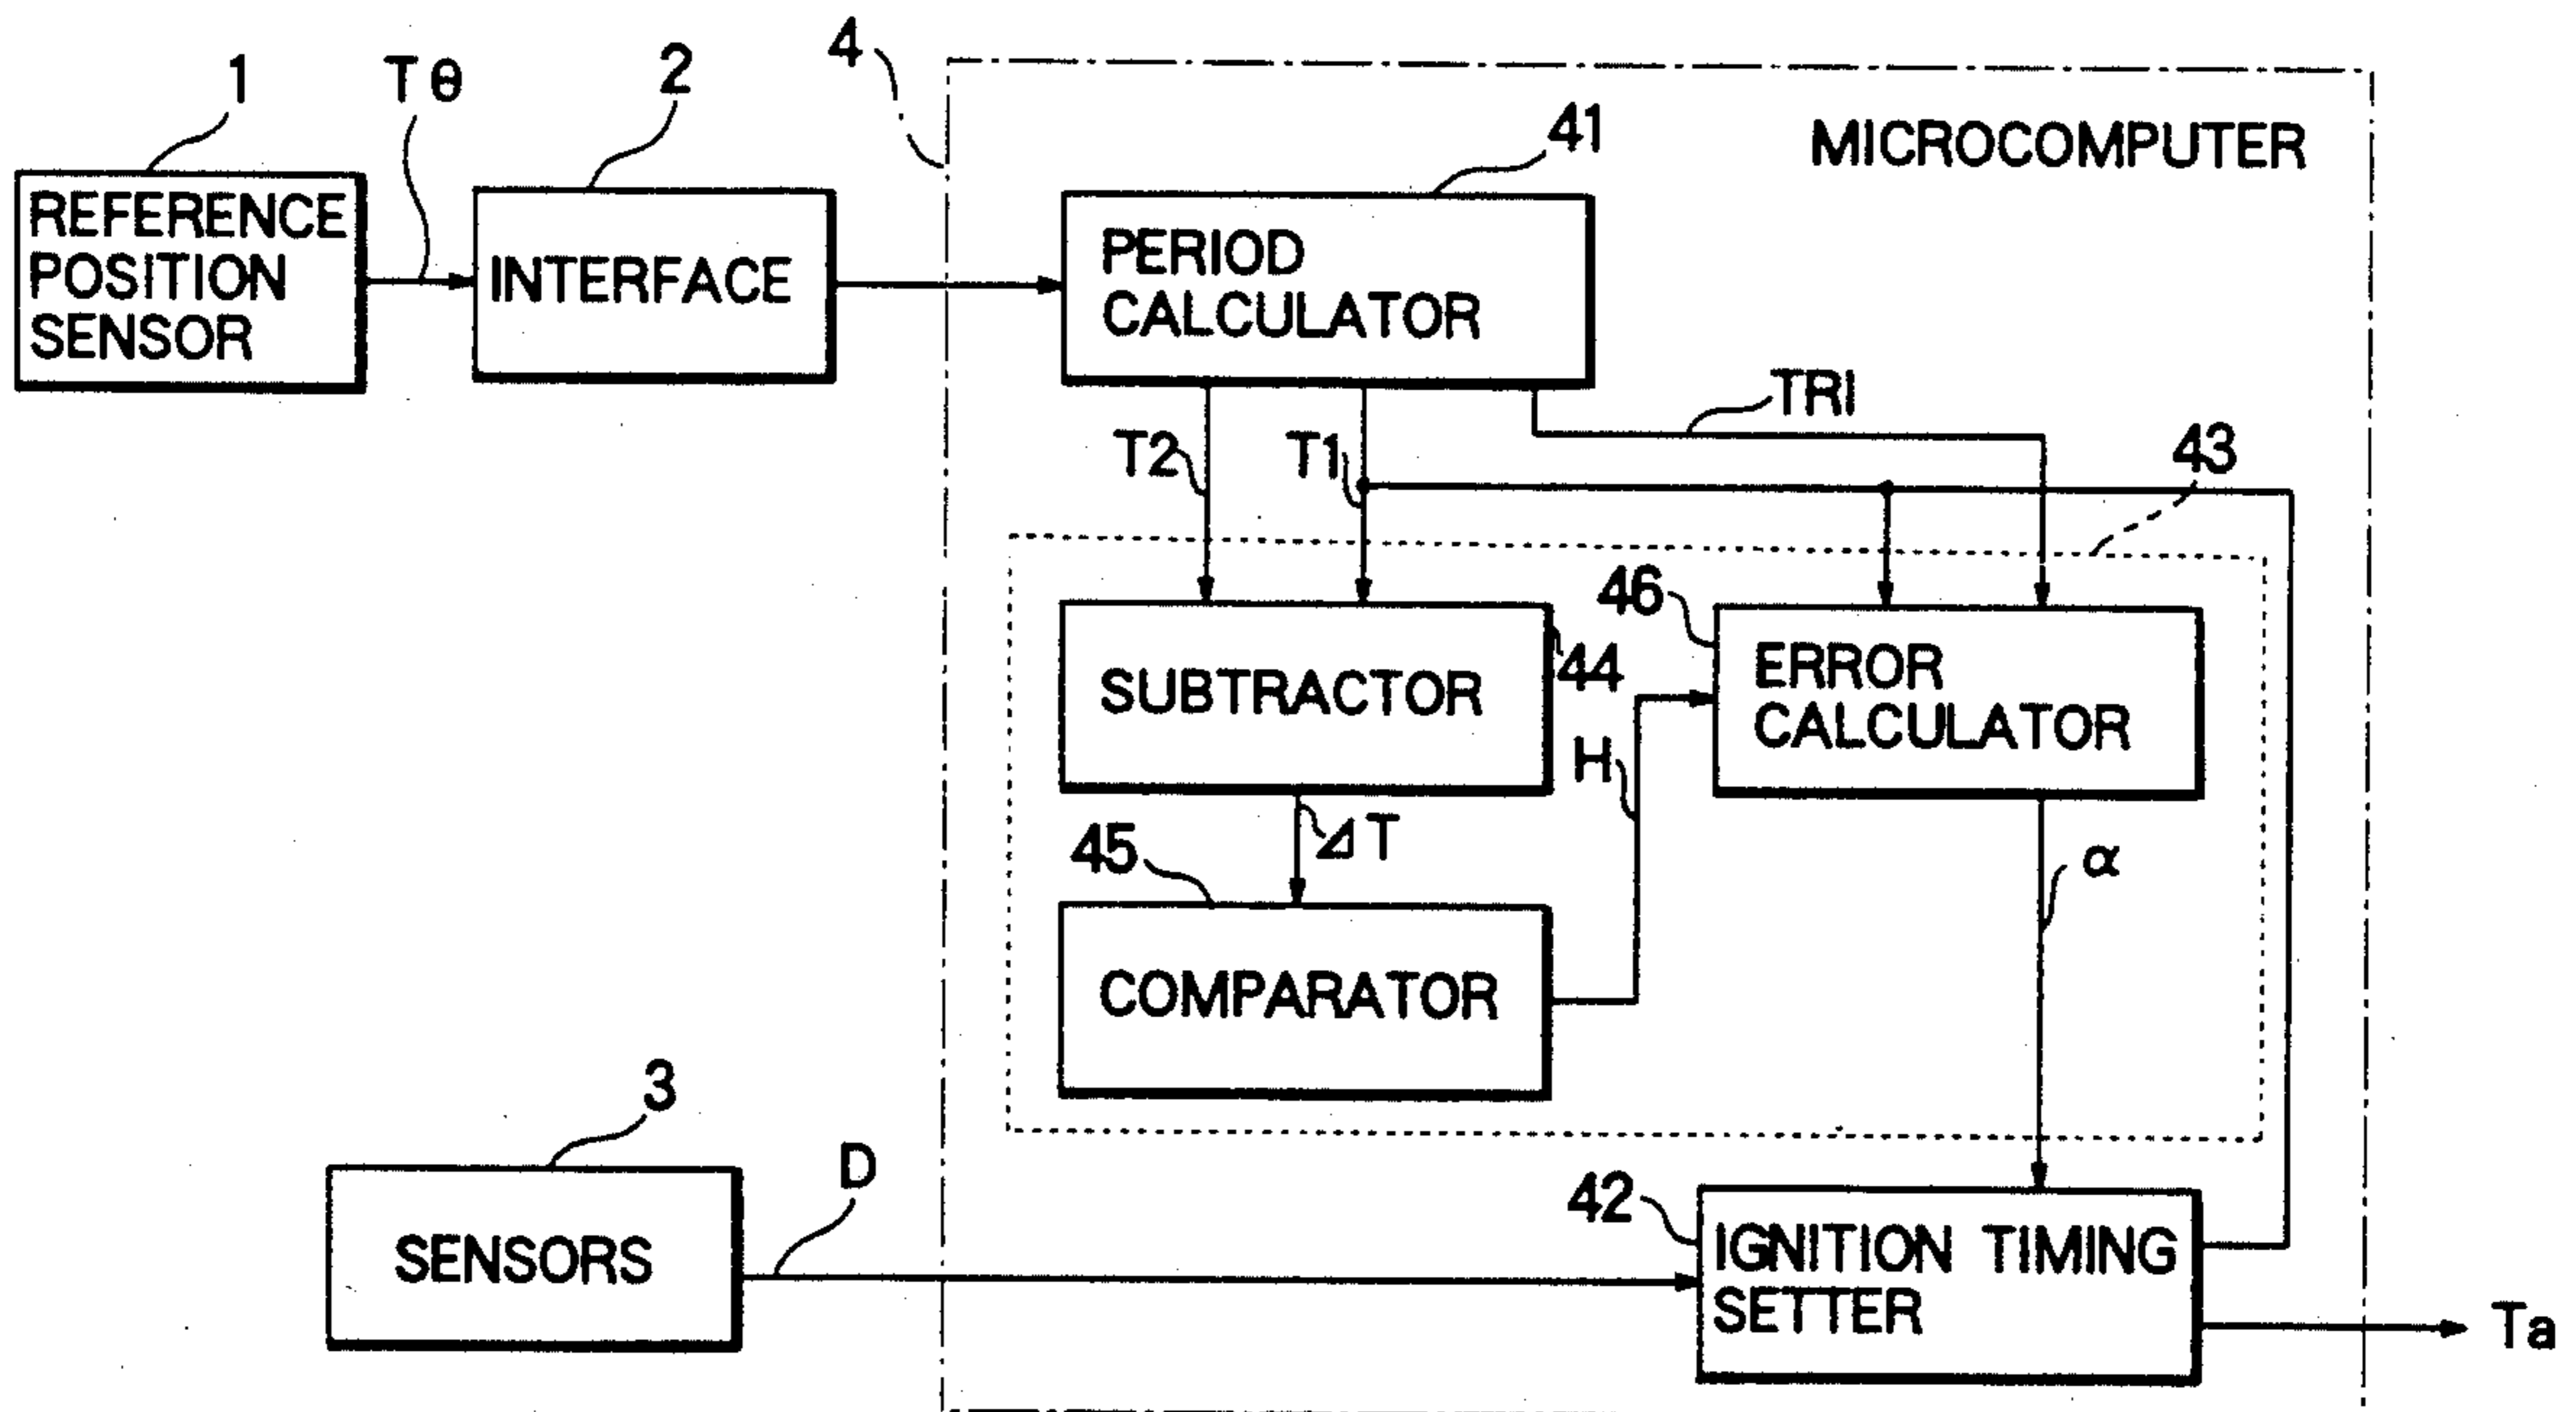 1
Tθ
2
4
MICROCOMPUTER
41
REFERENCE
POSITION
SENSOR
INTERFACE
PERIOD
CALCULATOR
TRI
T2
T1
43
46
SUBTRACTOR
44
ERROR
CALCULATOR
H
ΔT
45
α
COMPARATOR
3
D
SENSORS
42
IGNITION TIMING
SETTER
Ta